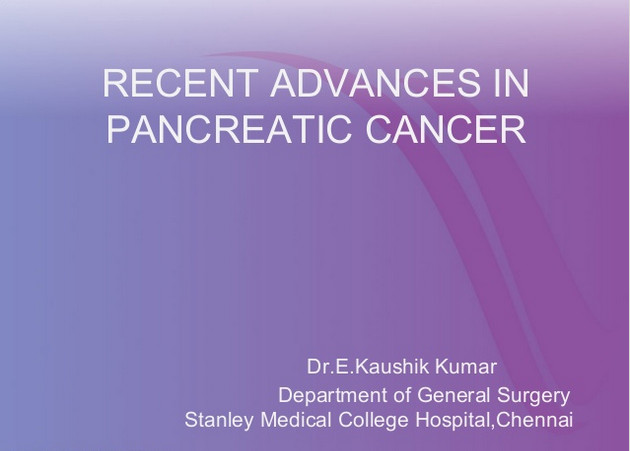 RECENT ADVANCES IN
PANCREATIC CANCER
Dr.E.Kaushik Kumar
Department of General Surgery
Stanley Medical College Hospital,Chennai